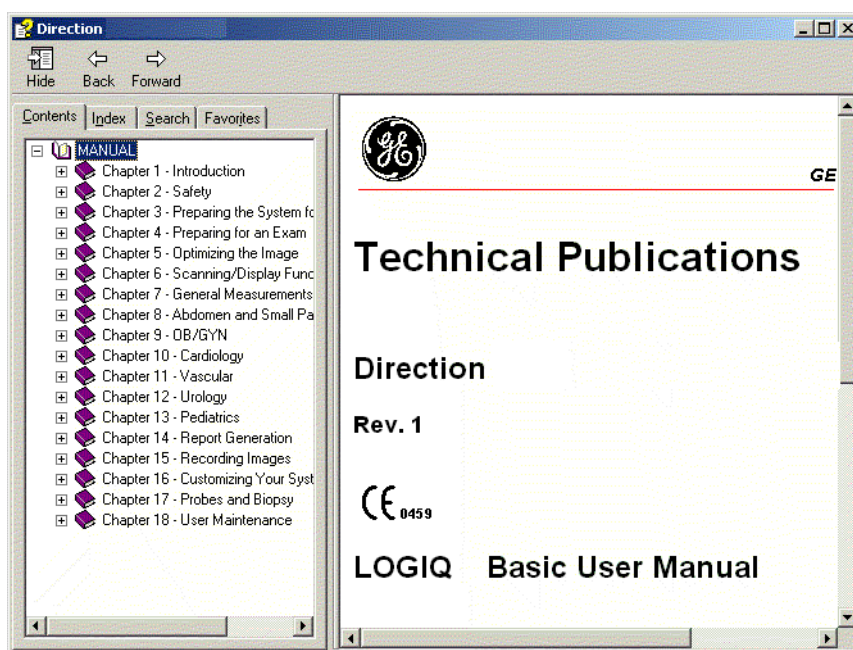 Direction
Hide Back Forward
Contents Index Search Favorites
MANUAL
Chapter 1 - Introduction
Chapter 2 - Safety
Chapter 3 - Preparing the System fo
Chapter 4 - Preparing for an Exam
Chapter 5 - Optimizing the Image
Chapter 6 - Scanning/Display Func
Chapter 7 - General Measurements
Chapter 8 - Abdomen and Small Pa
Chapter 9 - OB/GYN
Chapter 10 - Cardiology
Chapter 11 - Vascular
Chapter 12 - Urology
Chapter 13 - Pediatrics
Chapter 14 - Report Generation
Chapter 15 - Recording Images
Chapter 16 - Customizing Your Syst
Chapter 17 - Probes and Biopsy
Chapter 18 - User Maintenance
GE
GE
Technical Publications
Direction
Rev. 1
CE 0459
LOGIQ Basic User Manual